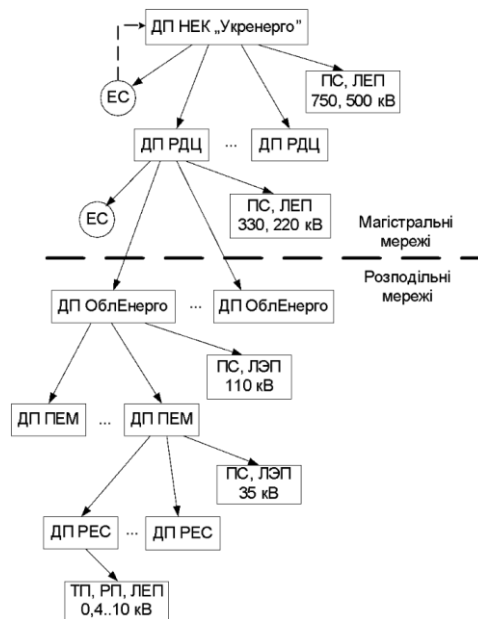 ДП НЕК „Укренерго”
ЕС
ПС, ЛЕП
750, 500 кВ
ДП РДЦ ... ДП РДЦ
ЕС
ПС, ЛЕП
330, 220 кВ
Магістральні
мережі
Розподільні
мережі
ДП ОблЕнерго ... ДП ОблЕнерго
ПС, ЛЭП
110 кВ
ДП ПЕМ ... ДП ПЕМ
ПС, ЛЭП
35 кВ
ДП РЕС ... ДП РЕС
ТП, РП, ЛЕП
0,4..10 кВ